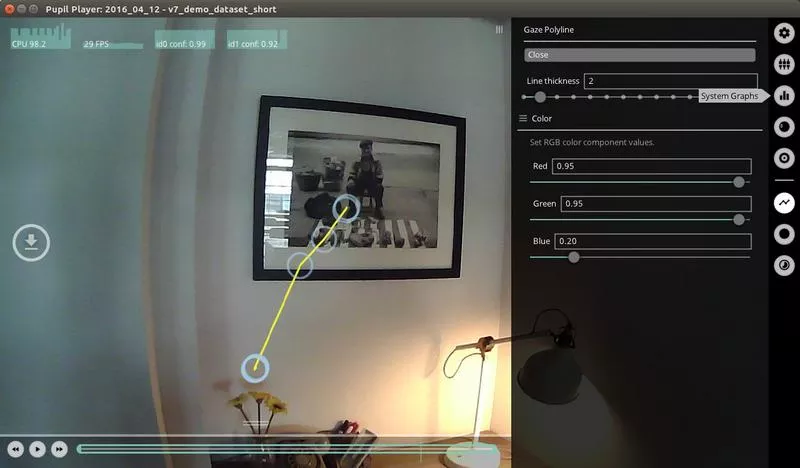 Pupil Player: 2016_04_12 - v7_demo_dataset_short
CPU 98.2
29 FPS
id0 conf: 0.99
id1 conf: 0.92
Gaze Polyline
Close
Line thickness 2
System Graphs
Color
Set RGB color component values.
Red 0.95
Green 0.95
Blue 0.20